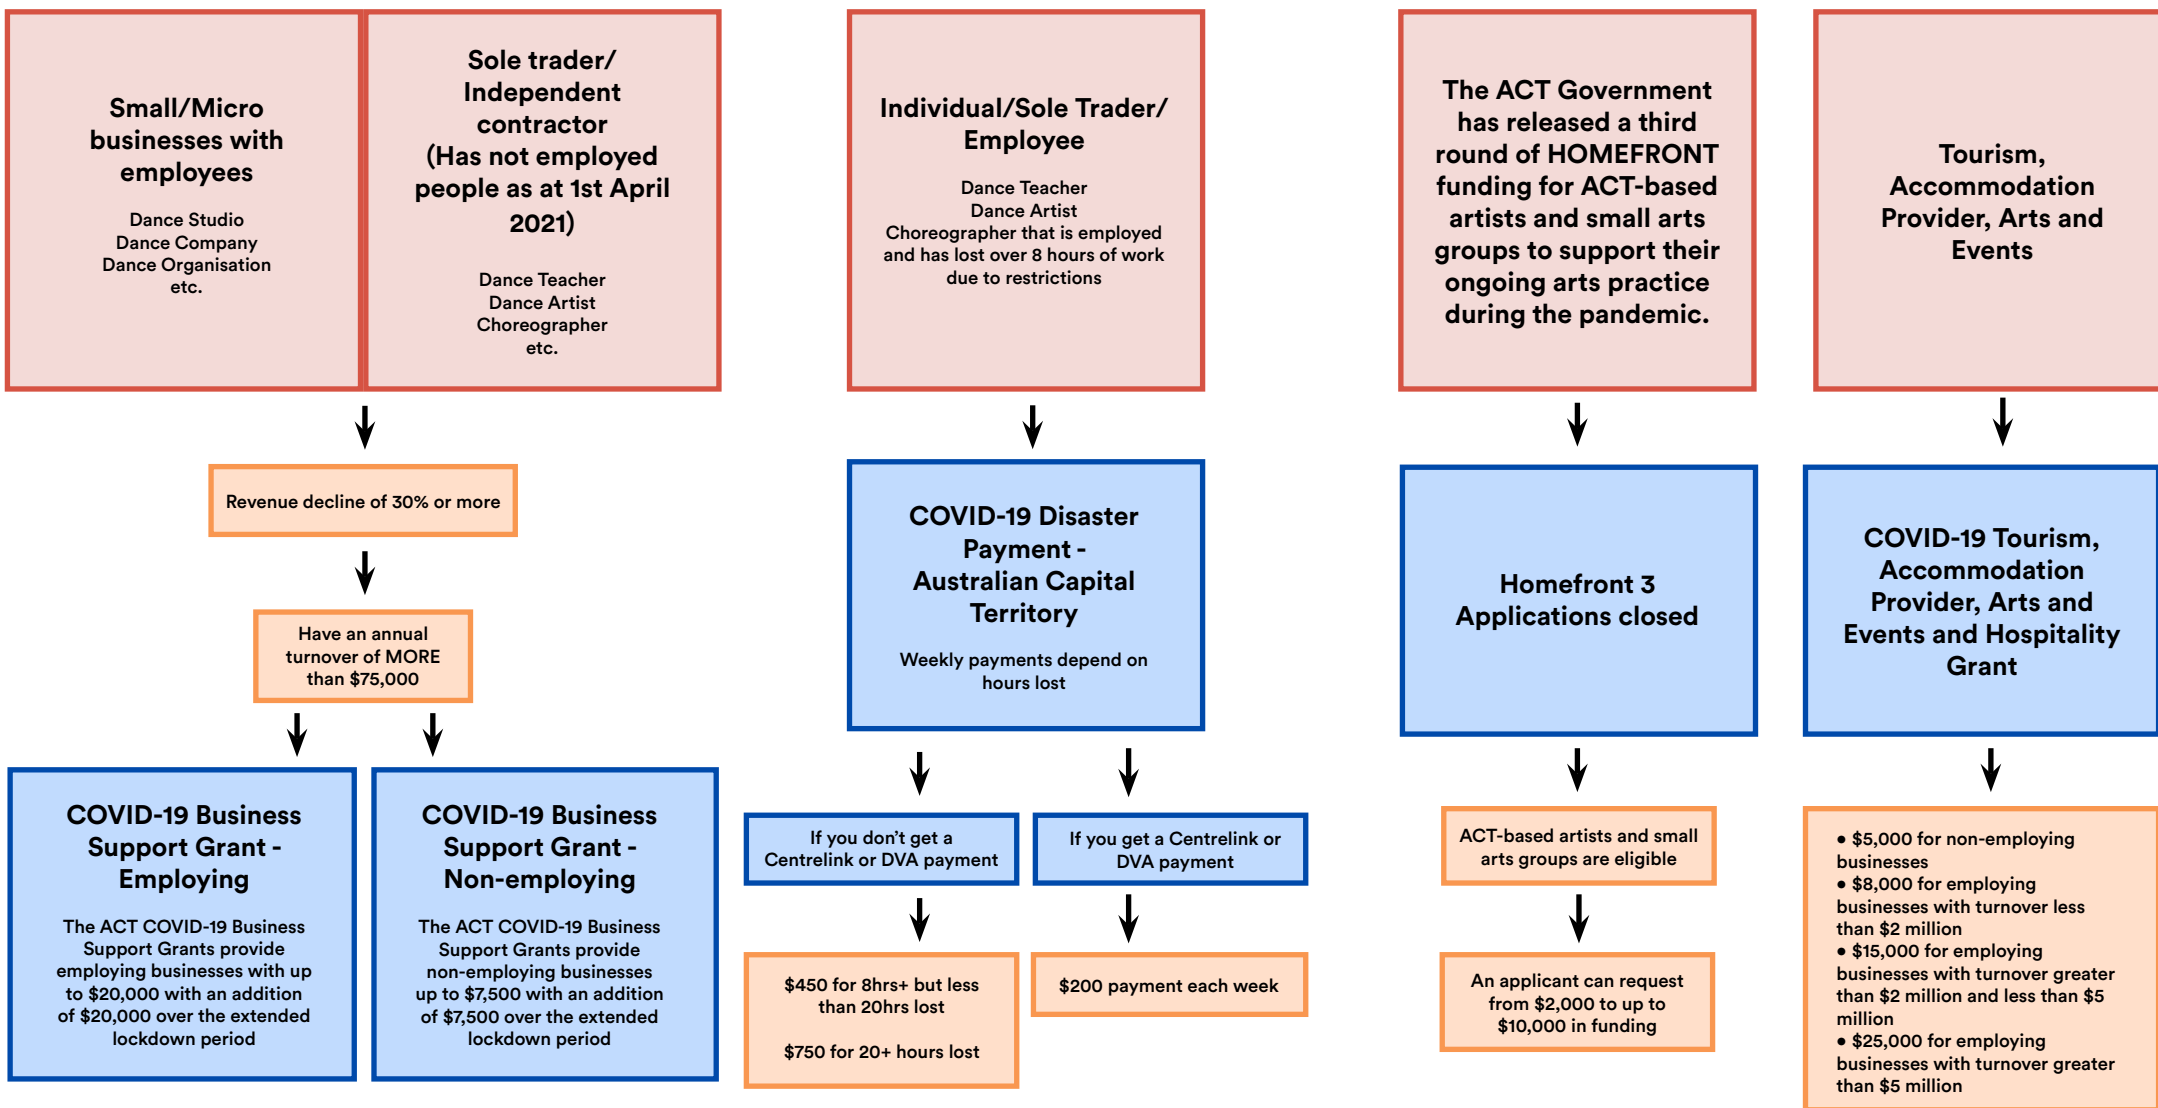 Small/Micro
businesses with
employees
Dance Studio
Dance Company
Dance Organisation
etc.
Sole trader/
Independent
contractor
(Has not employed
people as at 1st April
2021)
Dance Teacher
Dance Artist
Choreographer
etc.
Individual/Sole Trader/
Employee
Dance Teacher
Dance Artist
Choreographer that is employed
and has lost over 8 hours of work
due to restrictions
The ACT Government
has released a third
round of HOMEFRONT
funding for ACT-based
artists and small arts
groups to support their
ongoing arts practice
during the pandemic.
Tourism,
Accommodation
Provider, Arts and
Events
Revenue decline of 30% or more
Have an annual
turnover of MORE
than $75,000
COVID-19 Business
Support Grant -
Employing
The ACT COVID-19 Business
Support Grants provide
employing businesses with up
to $20,000 with an addition
of $20,000 over the extended
lockdown period
COVID-19 Business
Support Grant -
Non-employing
The ACT COVID-19 Business
Support Grants provide
non-employing businesses
up to $7,500 with an addition
of $7,500 over the extended
lockdown period
COVID-19 Disaster
Payment -
Australian Capital
Territory
Weekly payments depend on
hours lost
If you don't get a
Centrelink or DVA payment
If you get a Centrelink or
DVA payment
$450 for 8hrs+ but less
than 20hrs lost
$750 for 20+ hours lost
$200 payment each week
Homefront 3
Applications closed
ACT-based artists and small
arts groups are eligible
An applicant can request
from $2,000 to up to
$10,000 in funding
COVID-19 Tourism,
Accommodation
Provider, Arts and
Events and Hospitality
Grant
• $5,000 for non-employing
businesses
• $8,000 for employing
businesses with turnover less
than $2 million
• $15,000 for employing
businesses with turnover greater
than $2 million and less than $5
million
• $25,000 for employing
businesses with turnover greater
than $5 million